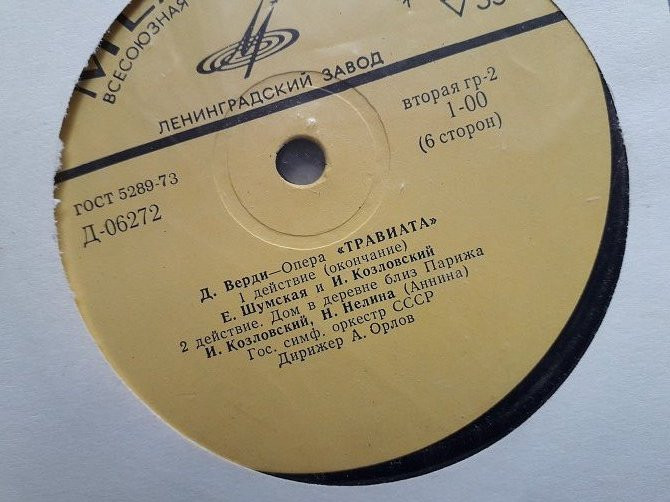 ВСЕСОЮЗНАЯ
ЛЕНИНГРАДСКИЙ ЗАВОД
ГОСТ 5289-73
Д-06272
вторая гр-2
1-00
(6 сторон)
Д. Верди—Опера «ТРАВИАТА»
1 действие (окончание)
Е. Шумская и И. Козловский
2 действие. Дом в деревне близ Парижа
И. Козловский, Н. Нелина (Аннина)
Гос. симф. оркестр СССР
Дирижер А. Орлов